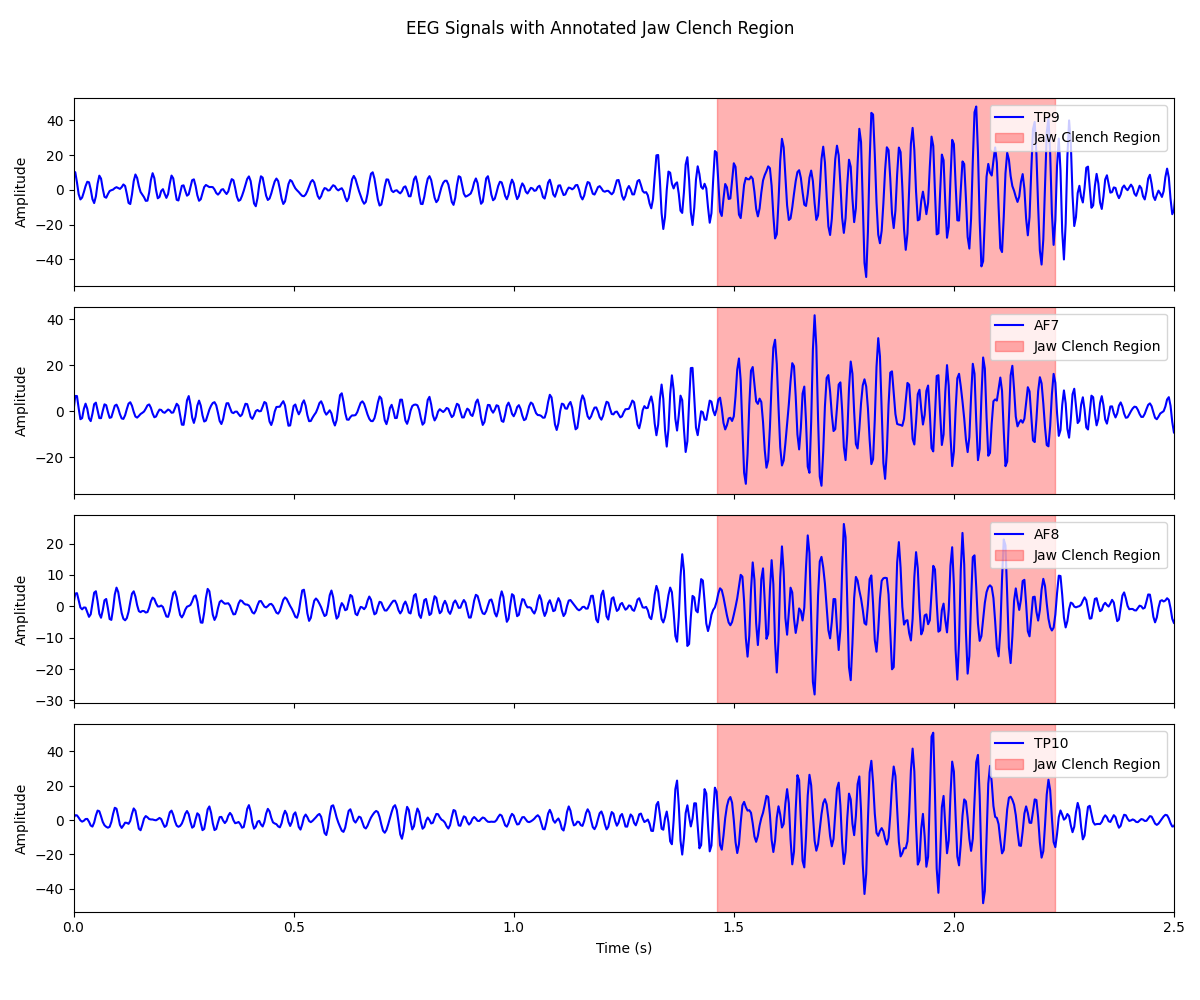 EEG Signals with Annotated Jaw Clench Region
40
20
0
−20
−40
Amplitude
TP9
Jaw Clench Region
40
20
0
−20
Amplitude
AF7
Jaw Clench Region
20
10
0
−10
−20
−30
Amplitude
AF8
Jaw Clench Region
40
20
0
−20
−40
Amplitude
TP10
Jaw Clench Region
0.0 0.5 1.0 1.5 2.0 2.5
Time (s)